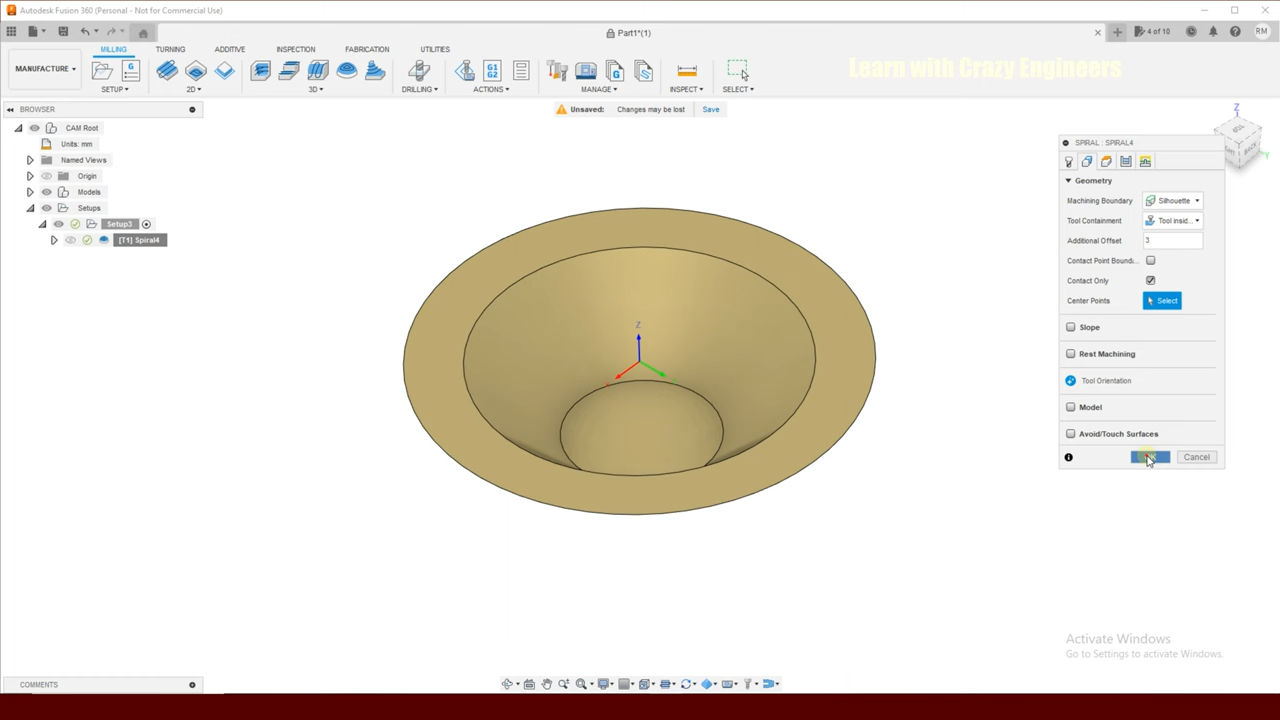 Autodesk Fusion 360 (Personal - Not for Commercial Use)
Part1*(1)
4 of 10
RM
MILLING TURNING ADDITIVE INSPECTION FABRICATION UTILITIES
Learn with Crazy Engineers
MANUFACTURE
G
G1
G2
G
SETUP 2D 3D DRILLING ACTIONS MANAGE INSPECT SELECT
BROWSER
Unsaved: Changes may be lost Save
CAM Root
Units: mm
Named Views
Origin
Models
Setups
Setup3
[T1] Spiral4
Z
TOP
BACK
Y
SPIRAL : SPIRAL4
Geometry
Machining Boundary Silhouette
Tool Containment Tool insid...
Additional Offset 3
Contact Point Bound...
Contact Only
Center Points Select
Slope
Rest Machining
Tool Orientation
Model
Avoid/Touch Surfaces
Cancel
Z
Activate Windows
Go to Settings to activate Windows.
COMMENTS